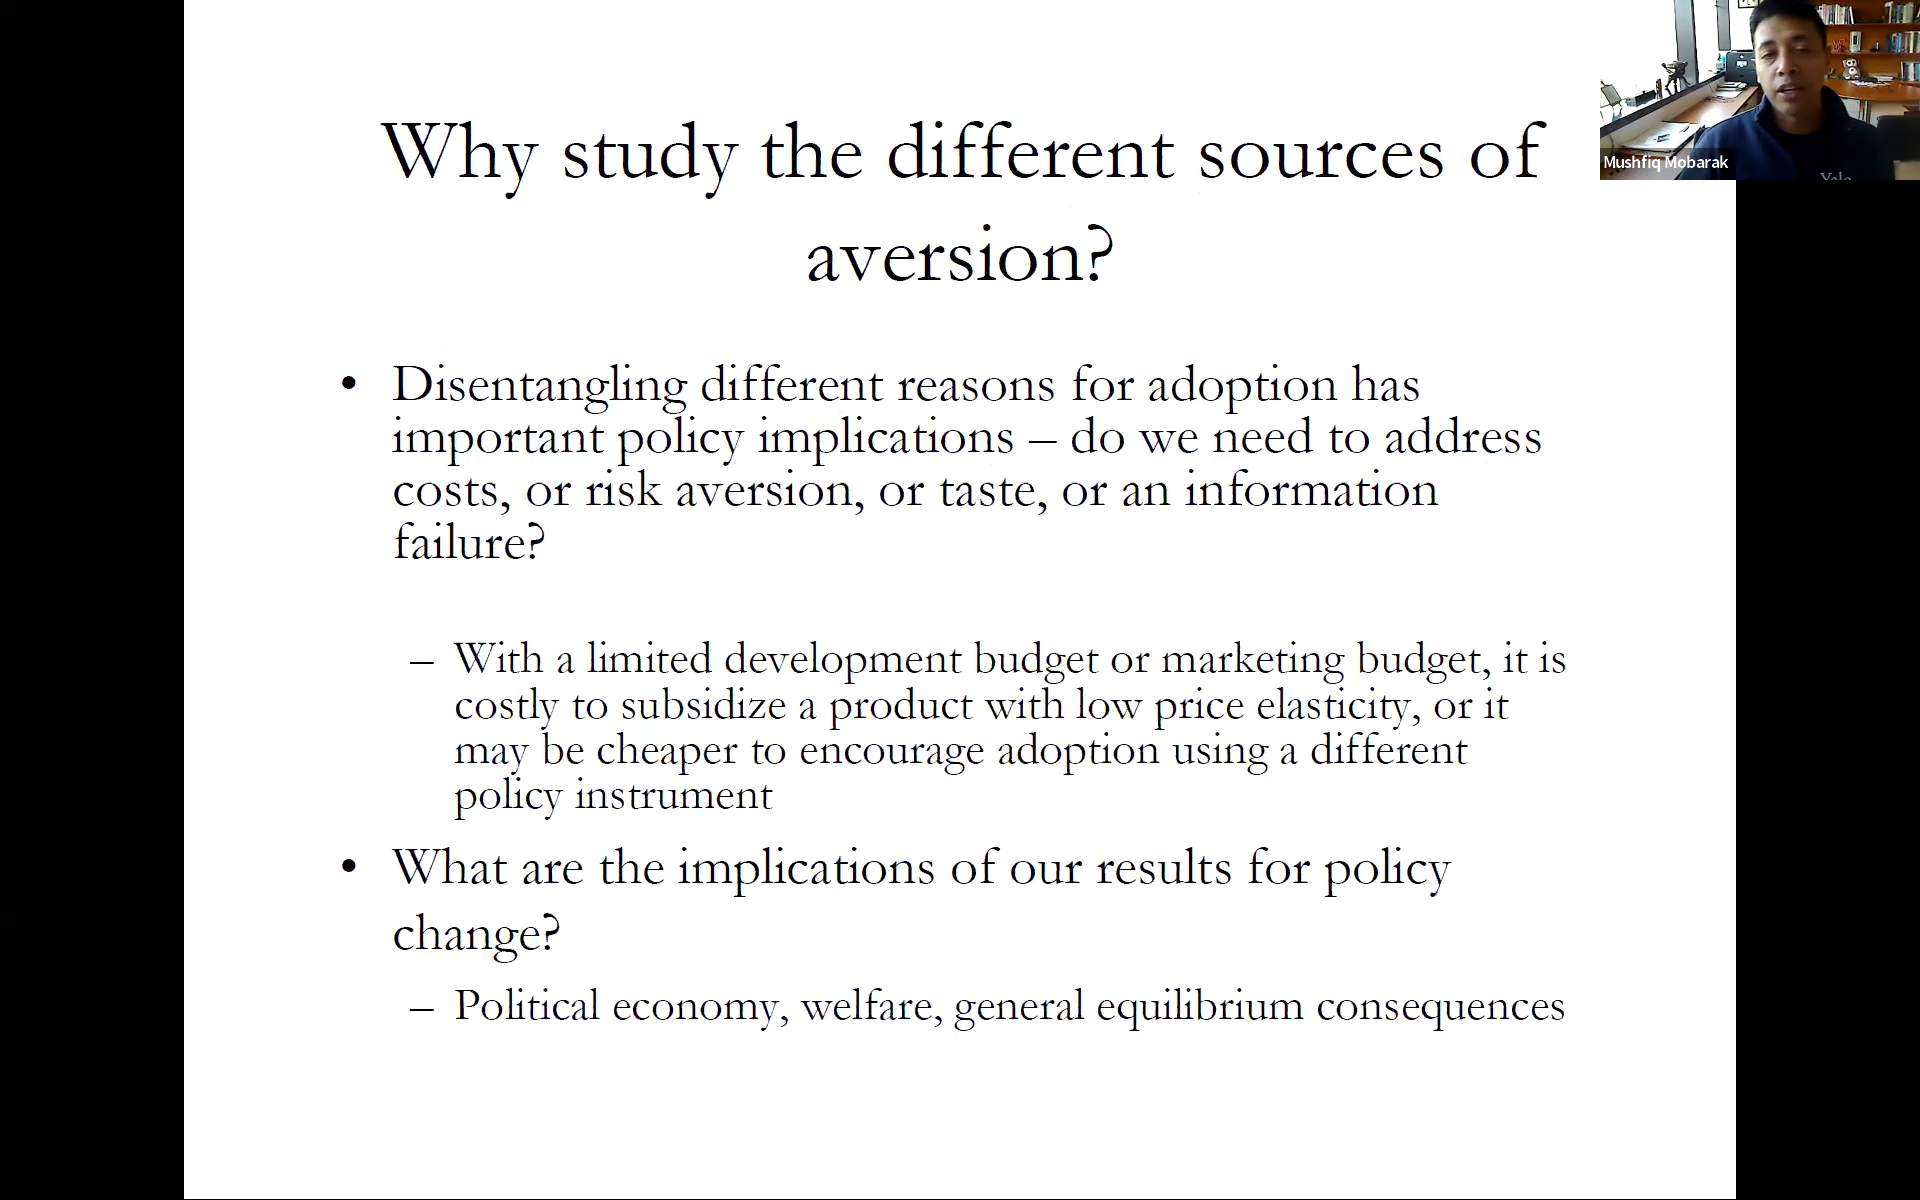 Why study the different sources of
aversion?
• Disentangling different reasons for adoption has
important policy implications – do we need to address
costs, or risk aversion, or taste, or an information
failure?
– With a limited development budget or marketing budget, it is
costly to subsidize a product with low price elasticity, or it
may be cheaper to encourage adoption using a different
policy instrument
• What are the implications of our results for policy
change?
– Political economy, welfare, general equilibrium consequences
Mushfiq Mobarak
Yale